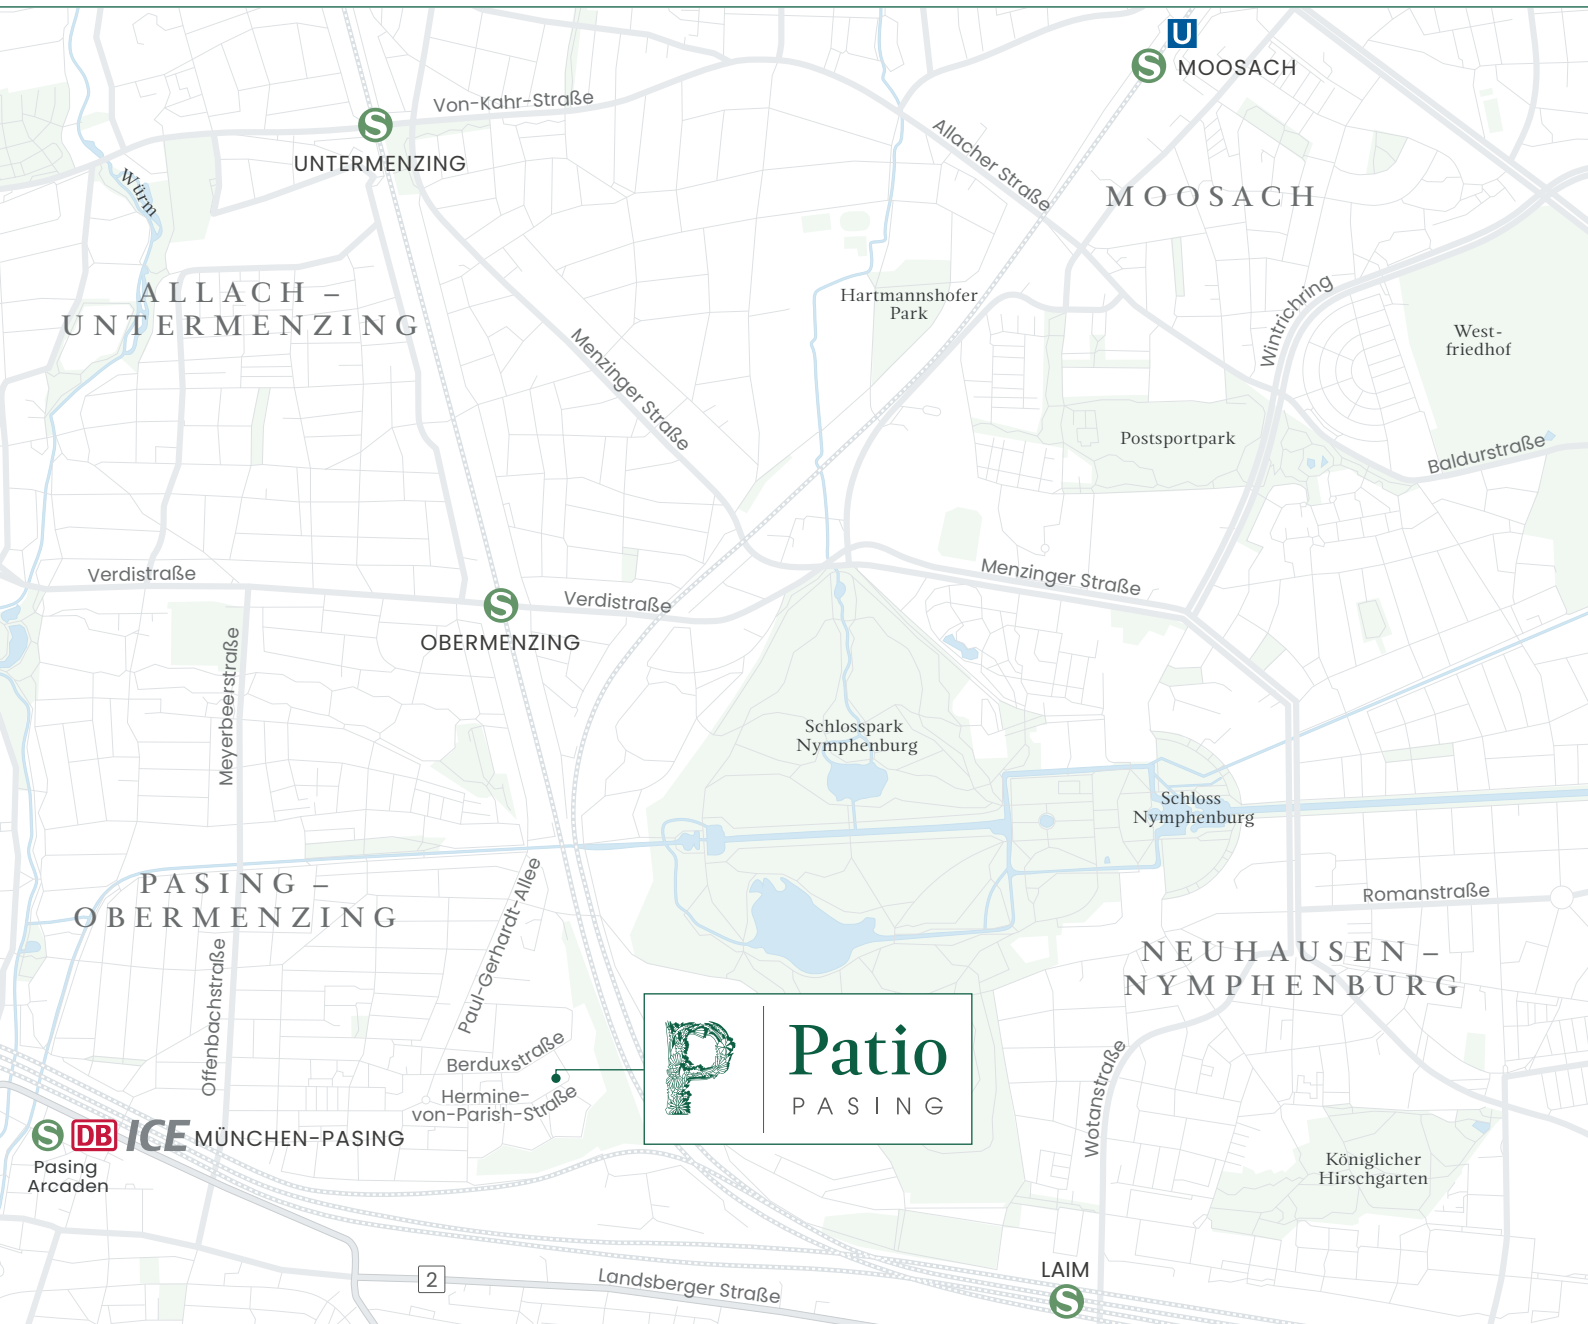 U
S MOOSACH
Von-Kahr-Straße
S
UNTERMENZING
Allacher Straße
Würm
MOOSACH
ALLACH –
UNTERMENZING
Hartmannshofer
Park
Wintrichring
West-
friedhof
Menzinger Straße
Postsportpark
Baldurstraße
Verdistraße
Menzinger Straße
S
Verdistraße
OBERMENZING
Meyerbeerstraße
Schlosspark
Nymphenburg
Schloss
Nymphenburg
PASING –
OBERMENZING
Romanstraße
Paul-Gerhardt-Allee
Offenbachstraße
NEUHAUSEN –
NYMPHENBURG
Berduxstraße
Hermine-
von-Parish-Straße
P
Patio
PASING
Wotanstraße
S DB ICE MÜNCHEN-PASING
Pasing
Arcaden
Königlicher
Hirschgarten
2
Landsberger Straße
LAIM
S